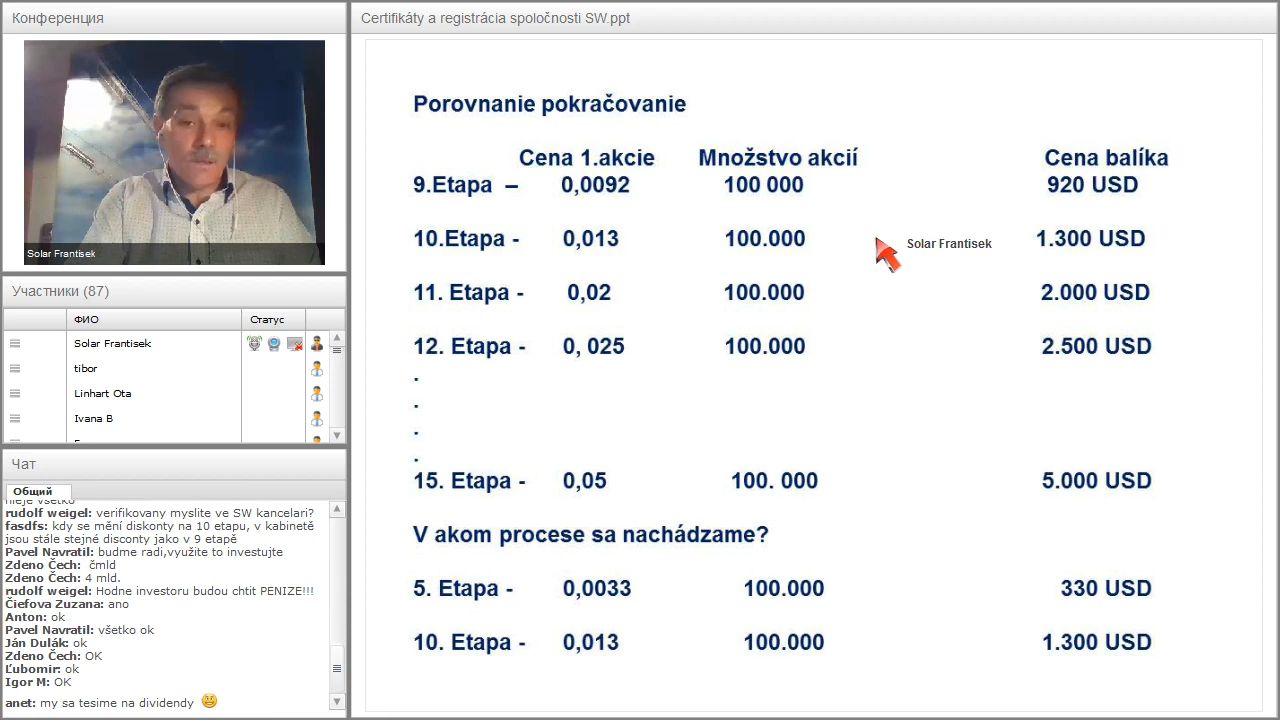 Конференция
Solar Frantisek
Участники (87)
ФИО Статус
Solar Frantisek
tibor
Linhart Ota
Ivana B
Чат
Общий
rudolf weigel: verifikovany myslite ve SW kancelari?
fasdfs: kdy se mění diskonty na 10 etapu, v kabinetě
jsou stále stejné disconty jako v 9 etapě
Pavel Navratil: budme radi,využite to investujte
Zdeno Čech: čmld
Zdeno Čech: 4 mld.
rudolf weigel: Hodne investoru budou chtit PENIZE!!!
Čiefova Zuzana: ano
Anton: ok
Pavel Navratil: všetko ok
Ján Dulák: ok
Zdeno Čech: OK
Ľubomir: ok
Igor M: OK
anet: my sa tesime na dividendy
Certifikáty a registrácia spoločnosti SW.ppt
Porovnanie pokračovanie
Cena 1.akcie Množstvo akcií Cena balíka
9.Etapa – 0,0092 100 000 920 USD
10.Etapa - 0,013 100.000 Solar Frantisek 1.300 USD
11. Etapa - 0,02 100.000 2.000 USD
12. Etapa - 0, 025 100.000 2.500 USD
.
.
.
.
15. Etapa - 0,05 100. 000 5.000 USD
V akom procese sa nachádzame?
5. Etapa - 0,0033 100.000 330 USD
10. Etapa - 0,013 100.000 1.300 USD